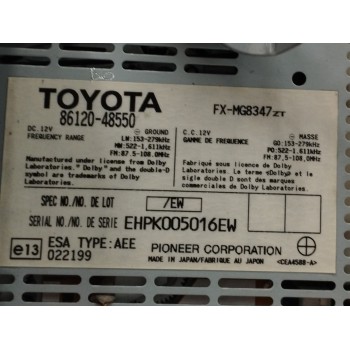 TOYOTA
86120-48550
FX-MG8347ZT
DC.12V
GROUND
FREQUENCY RANGE
LW:153-279kHz
MW:522-1,611kHz
FM:87.5-108.0MHz
C.C.12V
MASSE
GAMME DE FREQUENCE
GO:153-279kHz
PO:522-1,611kHz
FM:87,5-108,0MHz
Manufactured under license from Dolby
Laboratories. "Dolby" and the double-D
symbol are trademarks of Dolby
Laboratories.
Fabriqué sous licence de Dolby
Laboratories. Le terme «Dolby» et
le sigle double D sont des marques
commerciales de Dolby Laboratories.
SPEC NO./NO. DE LOT
/EW
SERIAL NO./NO. DE SERIE
EHPK005016EW
e13
ESA TYPE:AEE
022199
PIONEER CORPORATION
MADE IN JAPAN/FABRIQUE AU JAPON
<CEA4588-A>